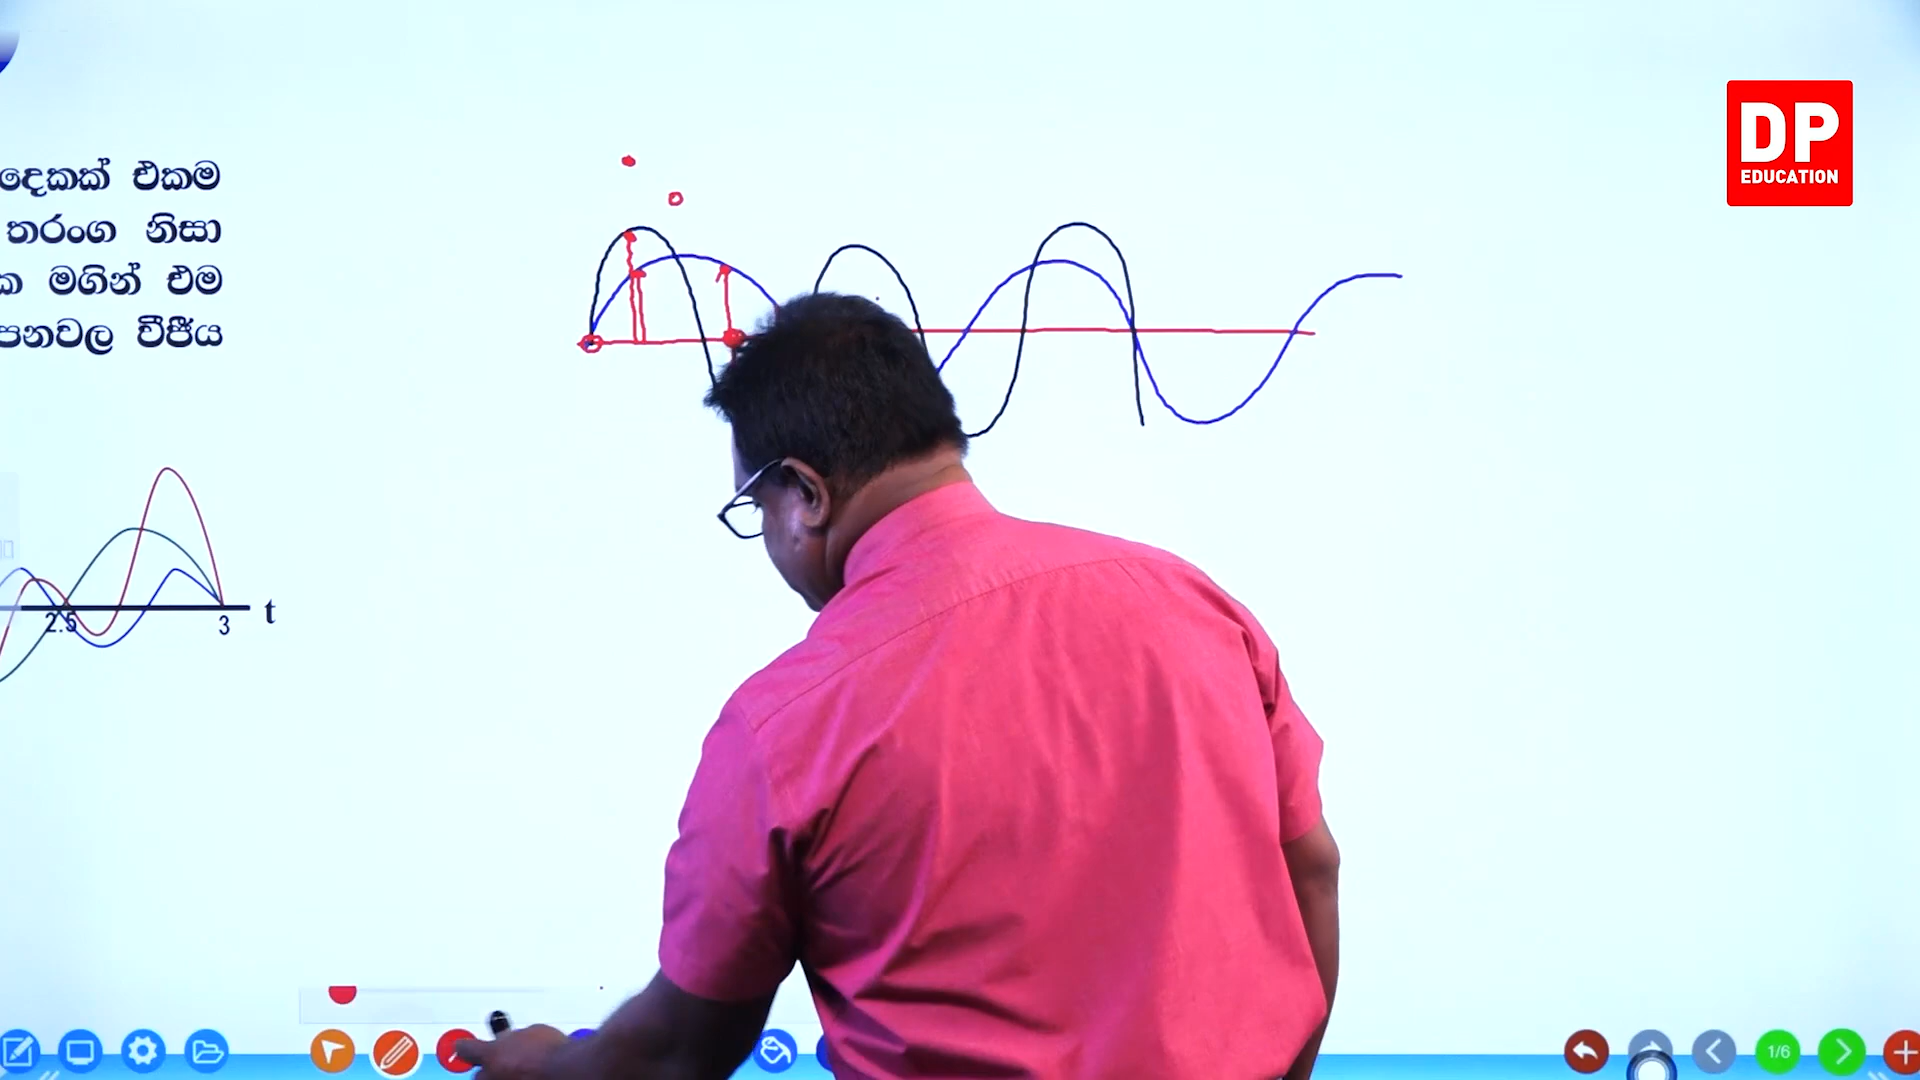 DP
EDUCATION
දෙකක් එකම
තරංග නිසා
ක මගින් එම
පනවල වීජීය
2.5 3 t
1/6